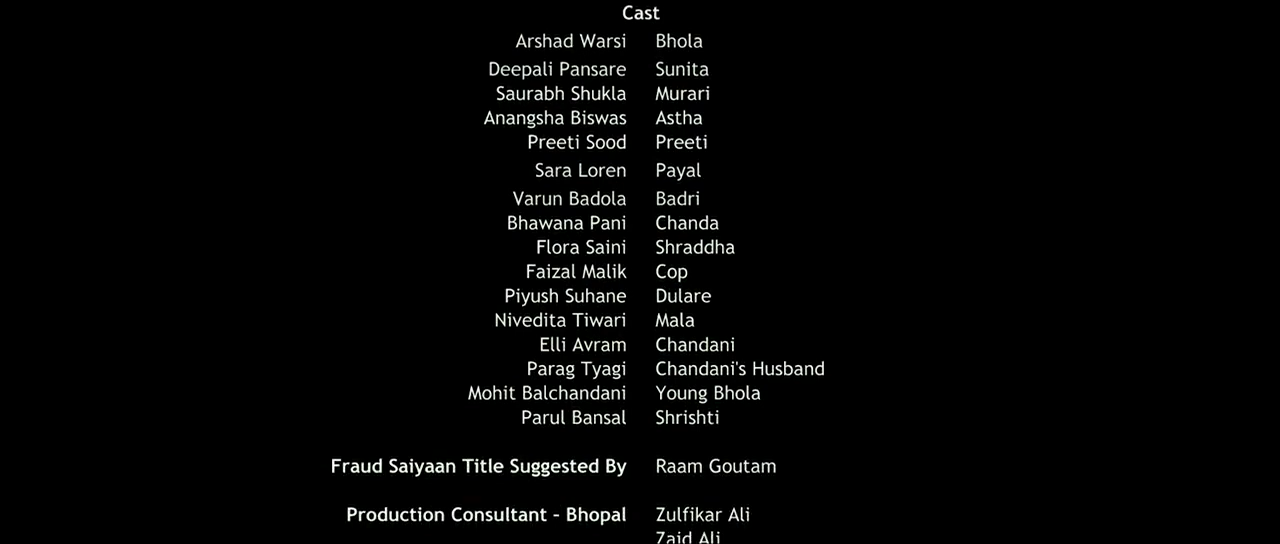 Cast
Arshad Warsi Bhola
Deepali Pansare Sunita
Saurabh Shukla Murari
Anangsha Biswas Astha
Preeti Sood Preeti
Sara Loren Payal
Varun Badola Badri
Bhawana Pani Chanda
Flora Saini Shraddha
Faizal Malik Cop
Piyush Suhane Dulare
Nivedita Tiwari Mala
Elli Avram Chandani
Parag Tyagi Chandani's Husband
Mohit Balchandani Young Bhola
Parul Bansal Shrishti
Fraud Saiyaan Title Suggested By Raam Goutam
Production Consultant - Bhopal Zulfikar Ali
Zaid Ali